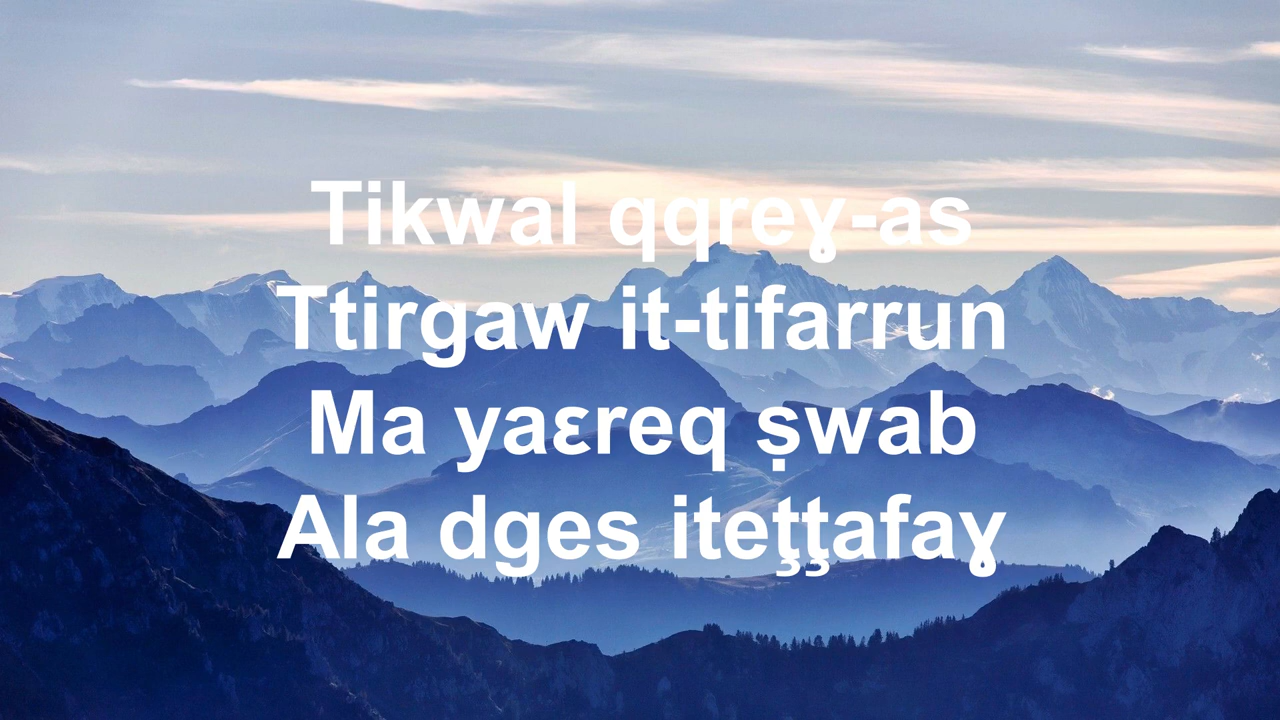 Tikwal qqreɣ-as
Ttirgaw it-tifarrun
Ma yaɛreq ṣwab
Ala dges iteţţafaɣ